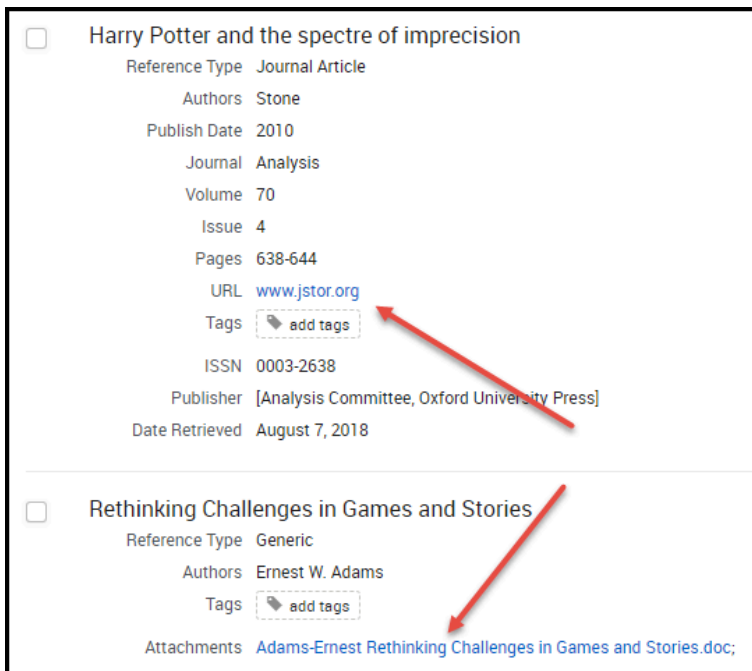 Harry Potter and the spectre of imprecision
Reference Type Journal Article
Authors Stone
Publish Date 2010
Journal Analysis
Volume 70
Issue 4
Pages 638-644
URL www.jstor.org
Tags add tags
ISSN 0003-2638
Publisher [Analysis Committee, Oxford University Press]
Date Retrieved August 7, 2018
Rethinking Challenges in Games and Stories
Reference Type Generic
Authors Ernest W. Adams
Tags add tags
Attachments Adams-Ernest Rethinking Challenges in Games and Stories.doc;